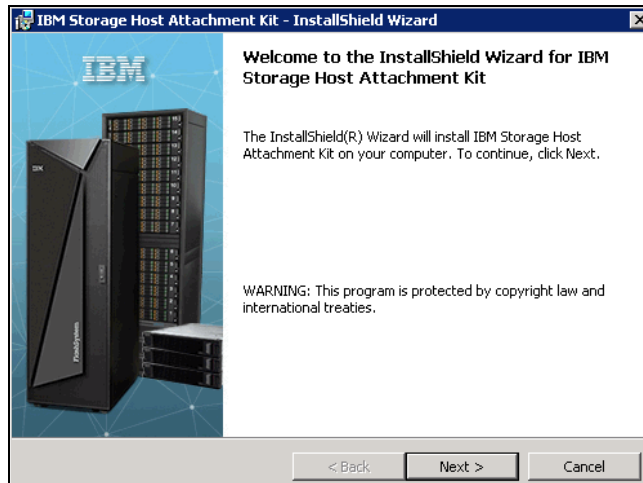 IBM Storage Host Attachment Kit - InstallShield Wizard
IBM
Welcome to the InstallShield Wizard for IBM
Storage Host Attachment Kit
The InstallShield(R) Wizard will install IBM Storage Host
Attachment Kit on your computer. To continue, click Next.
WARNING: This program is protected by copyright law and
international treaties.
FlashSystem
< Back
Next >
Cancel